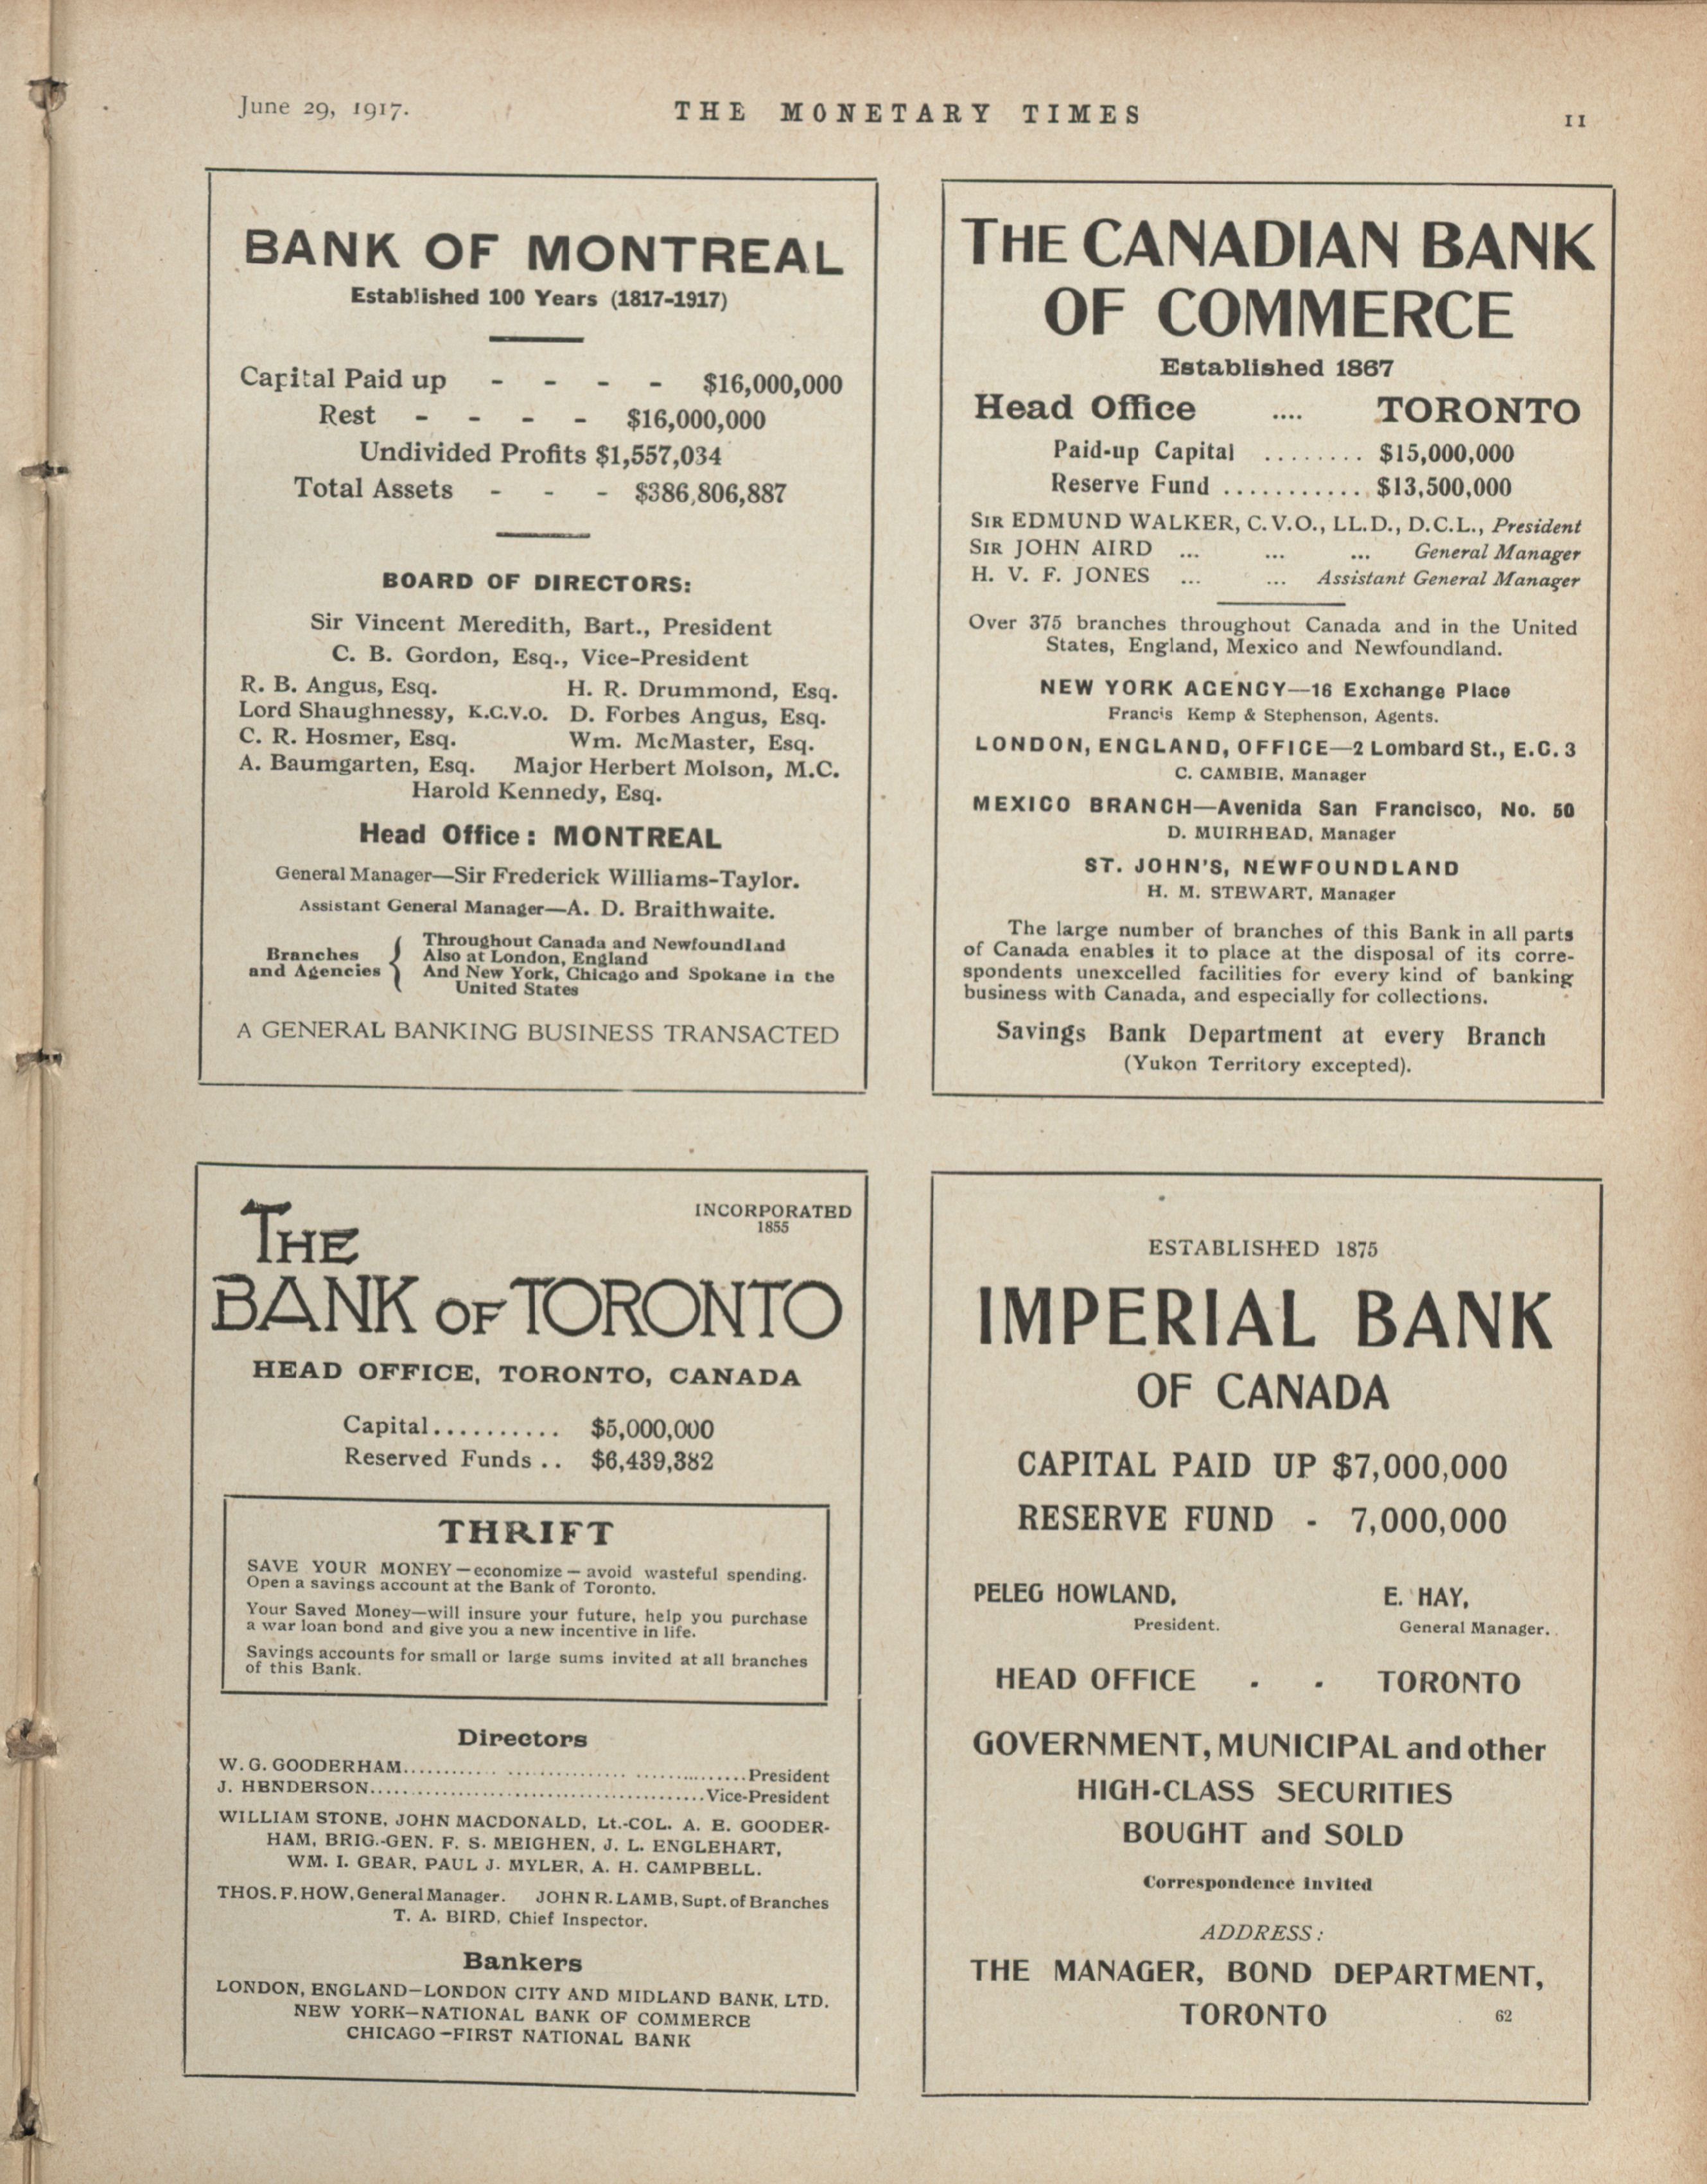 June 29, 1917.
THE MONETARY TIMES
11
BANK OF MONTREAL
Established 100 Years (1817-1917)
Capital Paid up - - - - $16,000,000
Rest - - - - $16,000,000
Undivided Profits $1,557,034
Total Assets - - - $386,806,887
BOARD OF DIRECTORS:
Sir Vincent Meredith, Bart., President
C. B. Gordon, Esq., Vice-President
R. B. Angus, Esq. H. R. Drummond, Esq.
Lord Shaughnessy, K.C.V.O. D. Forbes Angus, Esq.
C. R. Hosmer, Esq. Wm. McMaster, Esq.
A. Baumgarten, Esq. Major Herbert Molson, M.C.
Harold Kennedy, Esq.
Head Office: MONTREAL
General Manager—Sir Frederick Williams-Taylor.
Assistant General Manager—A. D. Braithwaite.
Branches and Agencies
Throughout Canada and Newfoundland
Also at London, England
And New York, Chicago and Spokane in the
United States
A GENERAL BANKING BUSINESS TRANSACTED
THE CANADIAN BANK
OF COMMERCE
Established 1867
Head Office .... TORONTO
Paid-up Capital ........ $15,000,000
Reserve Fund ........... $13,500,000
SIR EDMUND WALKER, C.V.O., LL.D., D.C.L., President
SIR JOHN AIRD ... ... ... General Manager
H. V. F. JONES ... ... Assistant General Manager
Over 375 branches throughout Canada and in the United
States, England, Mexico and Newfoundland.
NEW YORK AGENCY—16 Exchange Place
Francis Kemp & Stephenson, Agents.
LONDON, ENGLAND, OFFICE—2 Lombard St., E.C. 3
C. CAMBIE, Manager
MEXICO BRANCH—Avenida San Francisco, No. 50
D. MUIRHEAD, Manager
ST. JOHN'S, NEWFOUNDLAND
H. M. STEWART, Manager
The large number of branches of this Bank in all parts
of Canada enables it to place at the disposal of its corre-
spondents unexcelled facilities for every kind of banking
business with Canada, and especially for collections.
Savings Bank Department at every Branch
(Yukon Territory excepted).
INCORPORATED
1855
THE
BANK OF TORONTO
HEAD OFFICE, TORONTO, CANADA
Capital.......... $5,000,000
Reserved Funds .. $6,439,382
THRIFT
SAVE YOUR MONEY—economize—avoid wasteful spending.
Open a savings account at the Bank of Toronto.
Your Saved Money—will insure your future, help you purchase
a war loan bond and give you a new incentive in life.
Savings accounts for small or large sums invited at all branches
of this Bank.
Directors
W. G. GOODERHAM........................................President
J. HENDERSON........................................Vice-President
WILLIAM STONE, JOHN MACDONALD, Lt.-COL. A. E. GOODER-
HAM, BRIG.-GEN. F. S. MEIGHEN, J. L. ENGLEHART,
WM. I. GEAR, PAUL J. MYLER, A. H. CAMPBELL.
THOS. F. HOW, General Manager. JOHN R. LAMB, Supt. of Branches
T. A. BIRD, Chief Inspector.
Bankers
LONDON, ENGLAND—LONDON CITY AND MIDLAND BANK, LTD.
NEW YORK—NATIONAL BANK OF COMMERCE
CHICAGO—FIRST NATIONAL BANK
ESTABLISHED 1875
IMPERIAL BANK
OF CANADA
CAPITAL PAID UP $7,000,000
RESERVE FUND - 7,000,000
PELEG HOWLAND, E. HAY,
President. General Manager.
HEAD OFFICE - - TORONTO
GOVERNMENT, MUNICIPAL and other
HIGH-CLASS SECURITIES
BOUGHT and SOLD
Correspondence Invited
ADDRESS:
THE MANAGER, BOND DEPARTMENT,
TORONTO 62